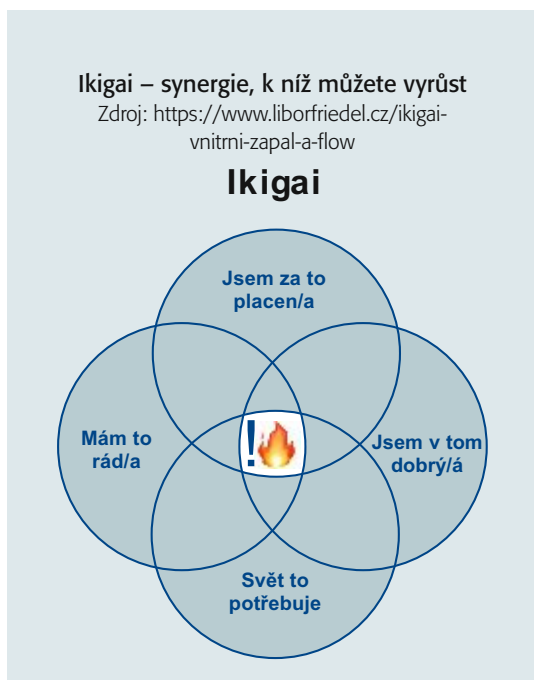 Ikigai – synergie, k níž můžete vyrůst
Zdroj: https://www.liborfriedel.cz/ikigai-
vnitrni-zapal-a-flow
Ikigai
Jsem za to
placen/a
Mám to
rád/a
!
Jsem v tom
dobrý/á
Svět to
potřebuje